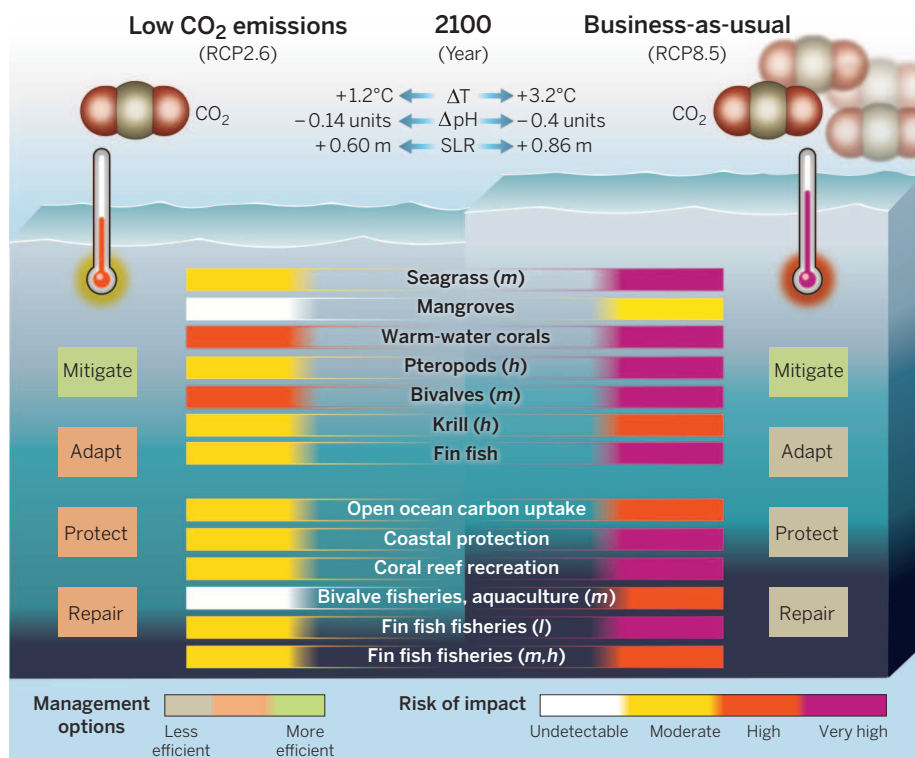 Low CO₂ emissions
(RCP2.6)
2100
(Year)
Business-as-usual
(RCP8.5)
CO₂
CO₂
+1.2°C ΔT +3.2°C
– 0.14 units ΔpH – 0.4 units
+0.60 m SLR +0.86 m
Seagrass (m)
Mangroves
Warm-water corals
Pteropods (h)
Bivalves (m)
Krill (h)
Fin fish
Open ocean carbon uptake
Coastal protection
Coral reef recreation
Bivalve fisheries, aquaculture (m)
Fin fish fisheries (l)
Fin fish fisheries (m,h)
Mitigate
Adapt
Protect
Repair
Mitigate
Adapt
Protect
Repair
Management
options
Less
efficient
More
efficient
Risk of impact
Undetectable Moderate High Very high